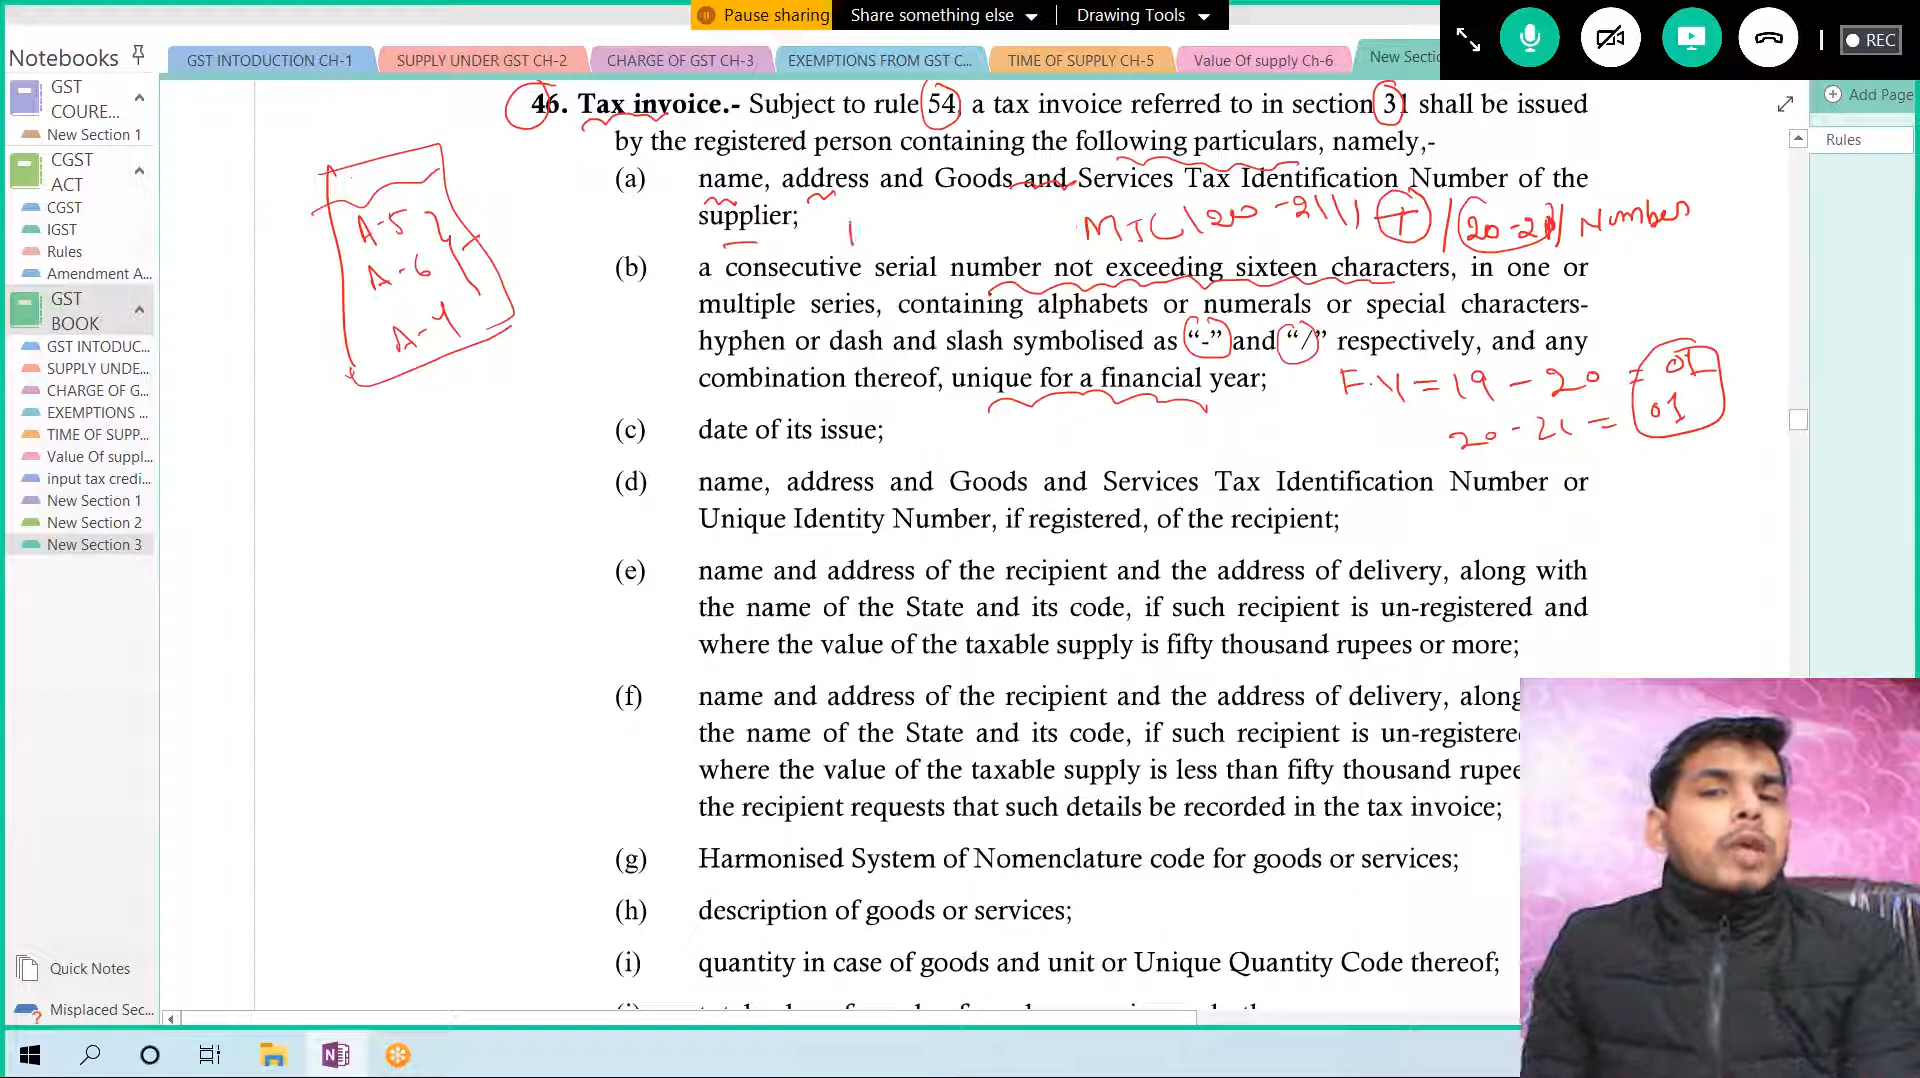 Pause sharing
Share something else
Drawing Tools
REC
Notebooks
GST INTODUCTION CH-1
SUPPLY UNDER GST CH-2
CHARGE OF GST CH-3
EXEMPTIONS FROM GST C...
TIME OF SUPPLY CH-5
Value Of supply Ch-6
New Sectio
Add Page
Rules
GST
COURE...
New Section 1
CGST
ACT
CGST
IGST
Rules
Amendment A...
GST
BOOK
GST INTODUC...
SUPPLY UNDE...
CHARGE OF G...
EXEMPTIONS
TIME OF SUPP...
Value Of suppl...
input tax credi...
New Section 1
New Section 2
New Section 3
Quick Notes
Misplaced Sec...
46. Tax invoice.- Subject to rule 54, a tax invoice referred to in section 31 shall be issued
by the registered person containing the following particulars, namely,-
(a) name, address and Goods and Services Tax Identification Number of the
supplier;
(b) a consecutive serial number not exceeding sixteen characters, in one or
multiple series, containing alphabets or numerals or special characters-
hyphen or dash and slash symbolised as “-” and “/” respectively, and any
combination thereof, unique for a financial year;
(c) date of its issue;
(d) name, address and Goods and Services Tax Identification Number or
Unique Identity Number, if registered, of the recipient;
(e) name and address of the recipient and the address of delivery, along with
the name of the State and its code, if such recipient is un-registered and
where the value of the taxable supply is fifty thousand rupees or more;
(f) name and address of the recipient and the address of delivery, along
the name of the State and its code, if such recipient is un-registere
where the value of the taxable supply is less than fifty thousand rupee
the recipient requests that such details be recorded in the tax invoice;
(g) Harmonised System of Nomenclature code for goods or services;
(h) description of goods or services;
(i) quantity in case of goods and unit or Unique Quantity Code thereof;
A-5
A-6
A-4
/20-21/ Number
F.Y = 19 - 20 = 01
20 - 21 = 01